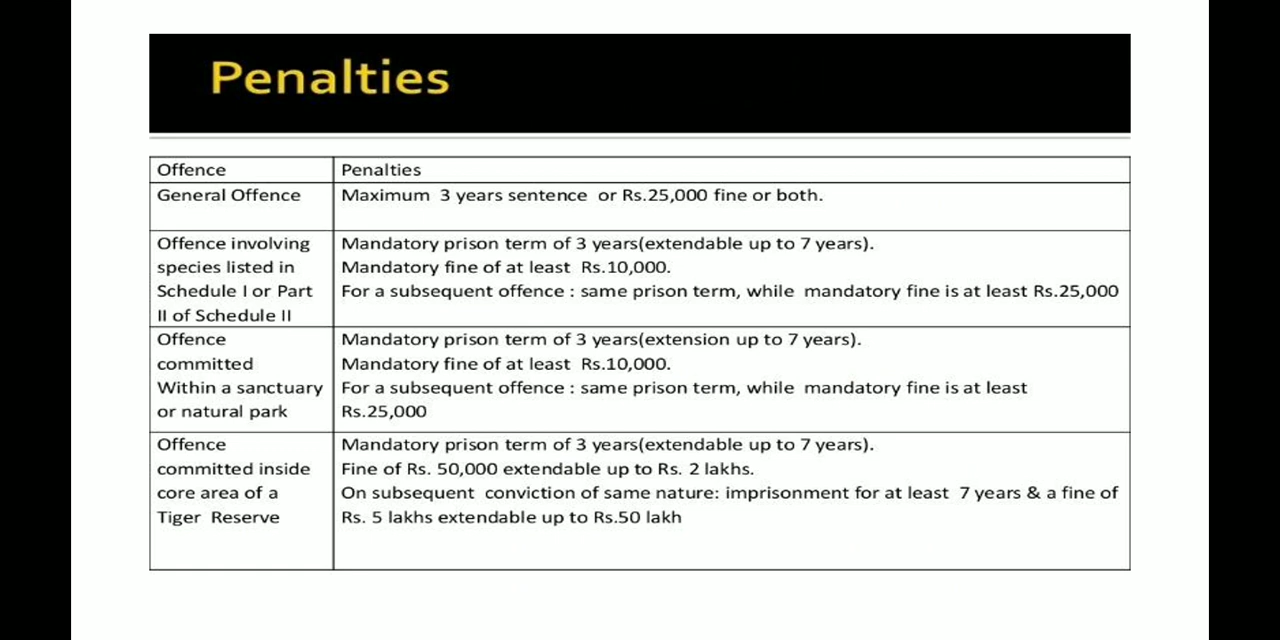 Penalties
Offence
Penalties
General Offence
Maximum 3 years sentence or Rs.25,000 fine or both.
Offence involving
species listed in
Schedule I or Part
II of Schedule II
Mandatory prison term of 3 years(extendable up to 7 years).
Mandatory fine of at least Rs.10,000.
For a subsequent offence : same prison term, while mandatory fine is at least Rs.25,000
Offence
committed
Within a sanctuary
or natural park
Mandatory prison term of 3 years(extension up to 7 years).
Mandatory fine of at least Rs.10,000.
For a subsequent offence : same prison term, while mandatory fine is at least
Rs.25,000
Offence
committed inside
core area of a
Tiger Reserve
Mandatory prison term of 3 years(extendable up to 7 years).
Fine of Rs. 50,000 extendable up to Rs. 2 lakhs.
On subsequent conviction of same nature: imprisonment for at least 7 years & a fine of
Rs. 5 lakhs extendable up to Rs.50 lakh